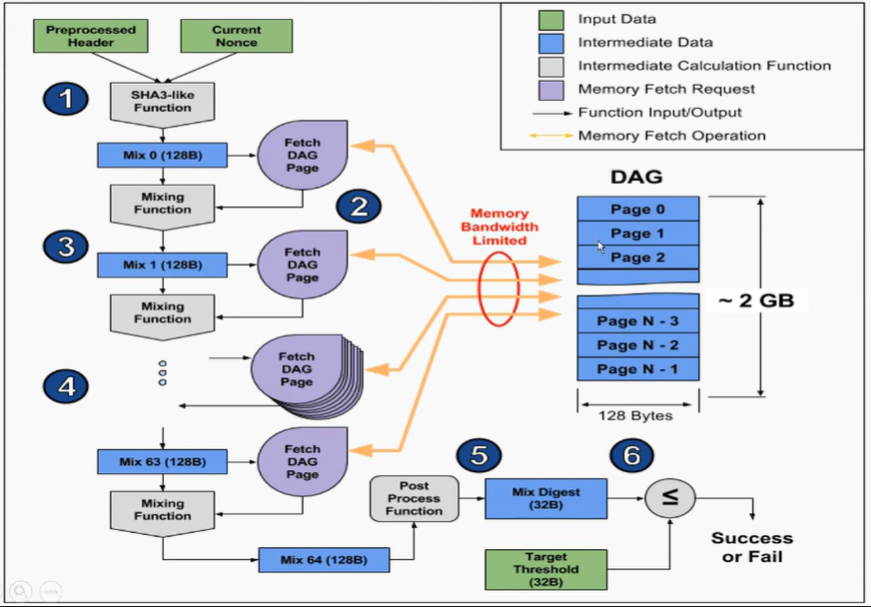 Preprocessed
Header
Current
Nonce
Input Data
Intermediate Data
Intermediate Calculation Function
Memory Fetch Request
Function Input/Output
Memory Fetch Operation
1
SHA3-like
Function
Mix 0 (128B)
Fetch
DAG
Page
Mixing
Function
2
3
Mix 1 (128B)
Fetch
DAG
Page
Mixing
Function
Memory
Bandwidth
Limited
DAG
Page 0
Page 1
Page 2
Page N - 3
Page N - 2
Page N - 1
~ 2 GB
128 Bytes
4
Fetch
DAG
Page
Mix 63 (128B)
Fetch
DAG
Page
Mixing
Function
Mix 64 (128B)
Post
Process
Function
5
Mix Digest
(32B)
6
≤
Target
Threshold
(32B)
Success
or Fail